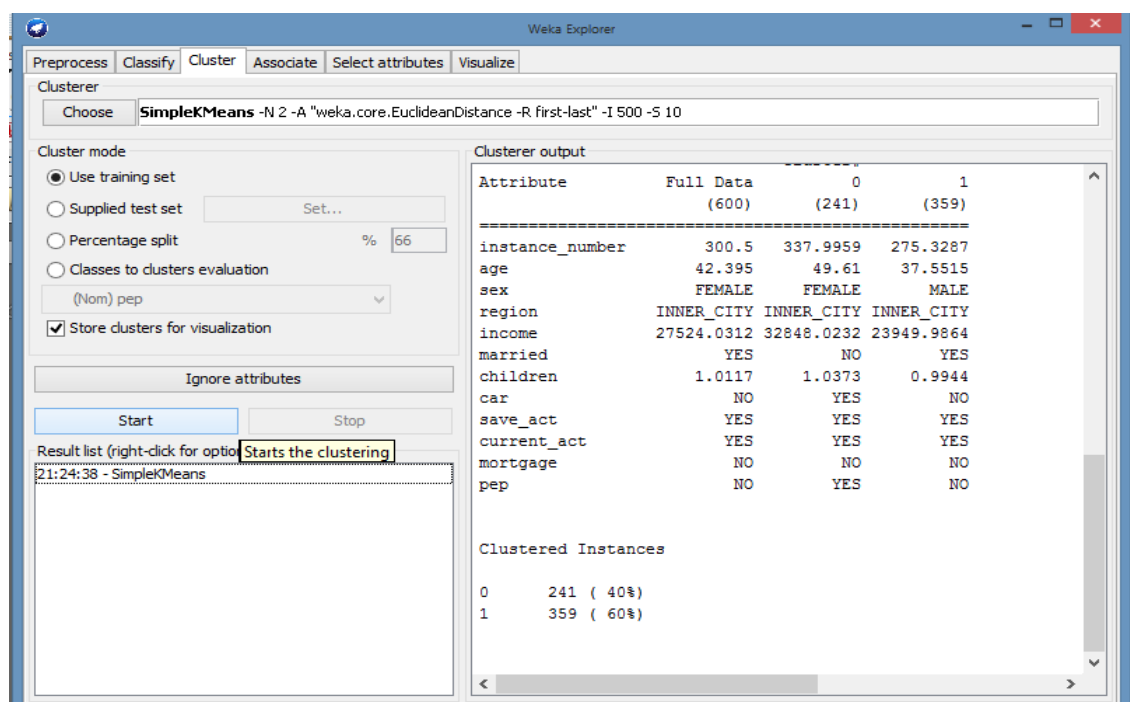 Weka Explorer
Preprocess Classify Cluster Associate Select attributes Visualize
Clusterer
Choose SimpleKMeans -N 2 -A "weka.core.EuclideanDistance -R first-last" -I 500 -S 10
Cluster mode
Use training set
Supplied test set Set...
Percentage split % 66
Classes to clusters evaluation
(Nom) pep
Store clusters for visualization
Ignore attributes
Start Stop
Result list (right-click for option
Starts the clustering
21:24:38 - SimpleKMeans
Clusterer output
Attribute Full Data 0 1
(600) (241) (359)
==================================================
instance_number 300.5 337.9959 275.3287
age 42.395 49.61 37.5515
sex FEMALE FEMALE MALE
region INNER_CITY INNER_CITY INNER_CITY
income 27524.0312 32848.0232 23949.9864
married YES NO YES
children 1.0117 1.0373 0.9944
car NO YES NO
save_act YES YES YES
current_act YES YES YES
mortgage NO NO NO
pep NO YES NO
Clustered Instances
0 241 ( 40%)
1 359 ( 60%)